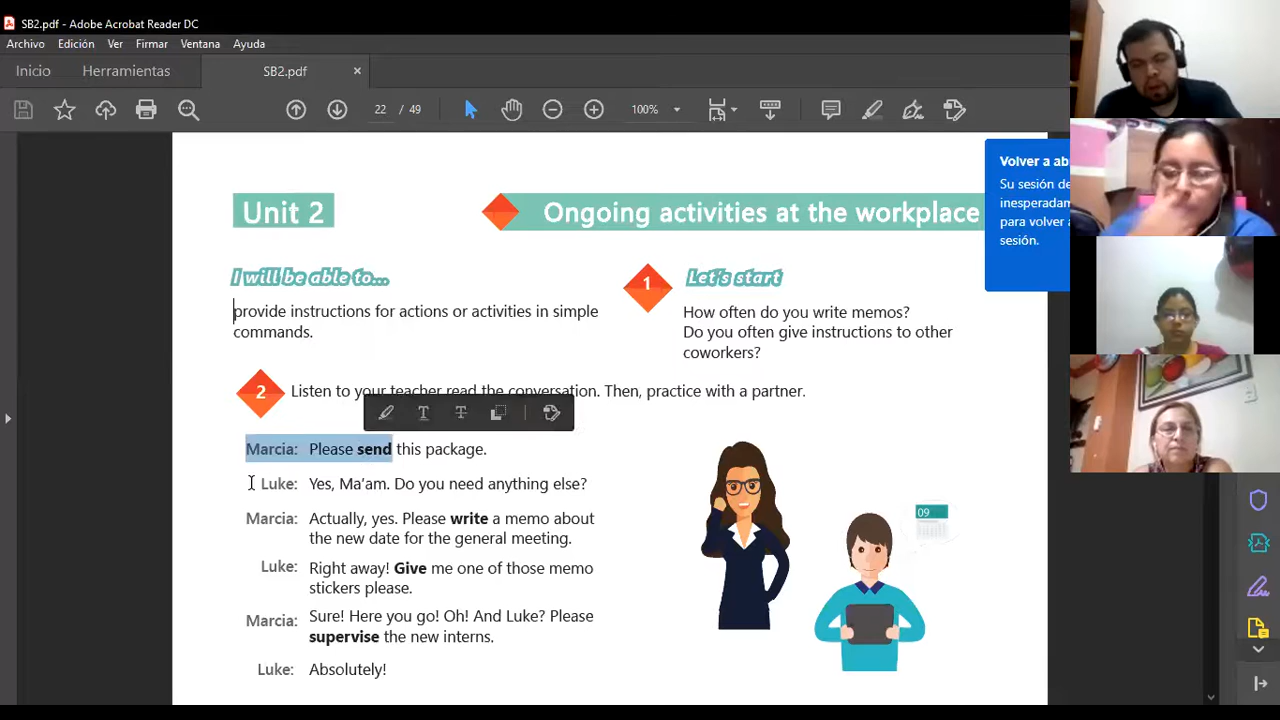 SB2.pdf - Adobe Acrobat Reader DC
Archivo Edición Ver Firmar Ventana Ayuda
Inicio Herramientas SB2.pdf ×
22 / 49 100%
Volver a ab
Su sesión de
inesperadam
para volver a
sesión.
Unit 2 Ongoing activities at the workplace
I will be able to...
provide instructions for actions or activities in simple
commands.
1 Let's start
How often do you write memos?
Do you often give instructions to other
coworkers?
2 Listen to your teacher read the conversation. Then, practice with a partner.
Marcia: Please send this package.
Luke: Yes, Ma'am. Do you need anything else?
Marcia: Actually, yes. Please write a memo about
the new date for the general meeting.
Luke: Right away! Give me one of those memo
stickers please.
Marcia: Sure! Here you go! Oh! And Luke? Please
supervise the new interns.
Luke: Absolutely!
09